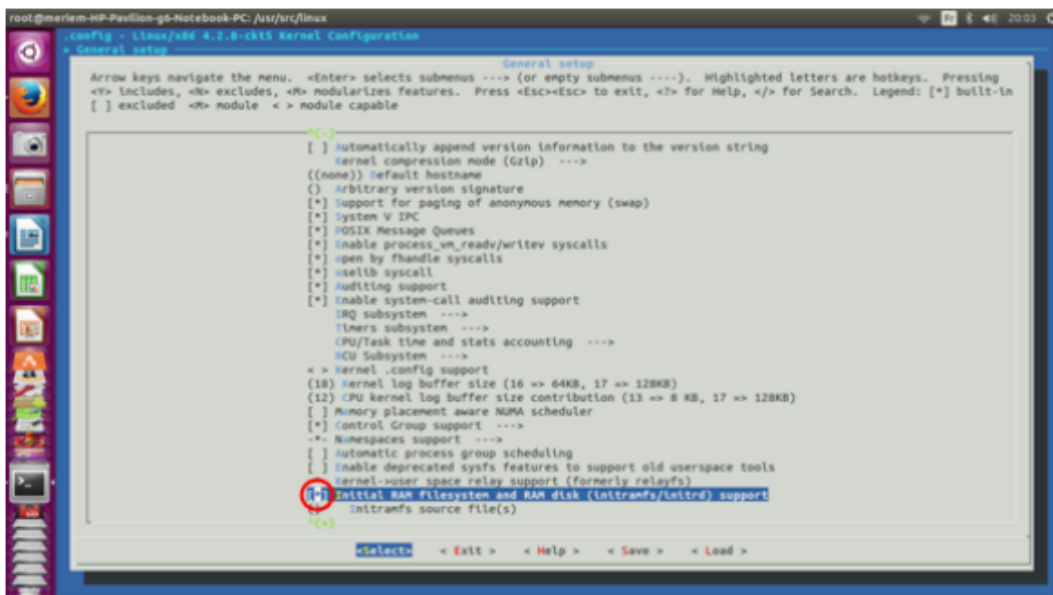 root@meriem-HP-Pavilion-g6-Notebook-PC: /usr/src/linux
Fr
20:03
.config - Linux/x86 4.2.8-ckt5 Kernel Configuration
> General setup
General setup
Arrow keys navigate the menu. <Enter> selects submenus ---> (or empty submenus ----). Highlighted letters are hotkeys. Pressing
<Y> includes, <N> excludes, <M> modularizes features. Press <Esc><Esc> to exit, <?> for Help, </> for Search. Legend: [*] built-in
[ ] excluded <M> module < > module capable
^(-)
[ ] Automatically append version information to the version string
Kernel compression mode (Gzip) --->
((none)) Default hostname
() Arbitrary version signature
[*] Support for paging of anonymous memory (swap)
[*] System V IPC
[*] POSIX Message Queues
[*] Enable process_vm_readv/writev syscalls
[*] open by fhandle syscalls
[*] uselib syscall
[*] Auditing support
[*] Enable system-call auditing support
IRQ subsystem --->
Timers subsystem --->
CPU/Task time and stats accounting --->
RCU Subsystem --->
< > Kernel .config support
(18) Kernel log buffer size (16 => 64KB, 17 => 128KB)
(12) CPU kernel log buffer size contribution (13 => 8 KB, 17 => 128KB)
[ ] Memory placement aware NUMA scheduler
[*] Control Group support --->
-*- Namespaces support --->
[ ] Automatic process group scheduling
[ ] Enable deprecated sysfs features to support old userspace tools
Kernel->user space relay support (formerly relayfs)
[*] Initial RAM filesystem and RAM disk (initramfs/initrd) support
() Initramfs source file(s)
^(+)
<Select> < Exit > < Help > < Save > < Load >